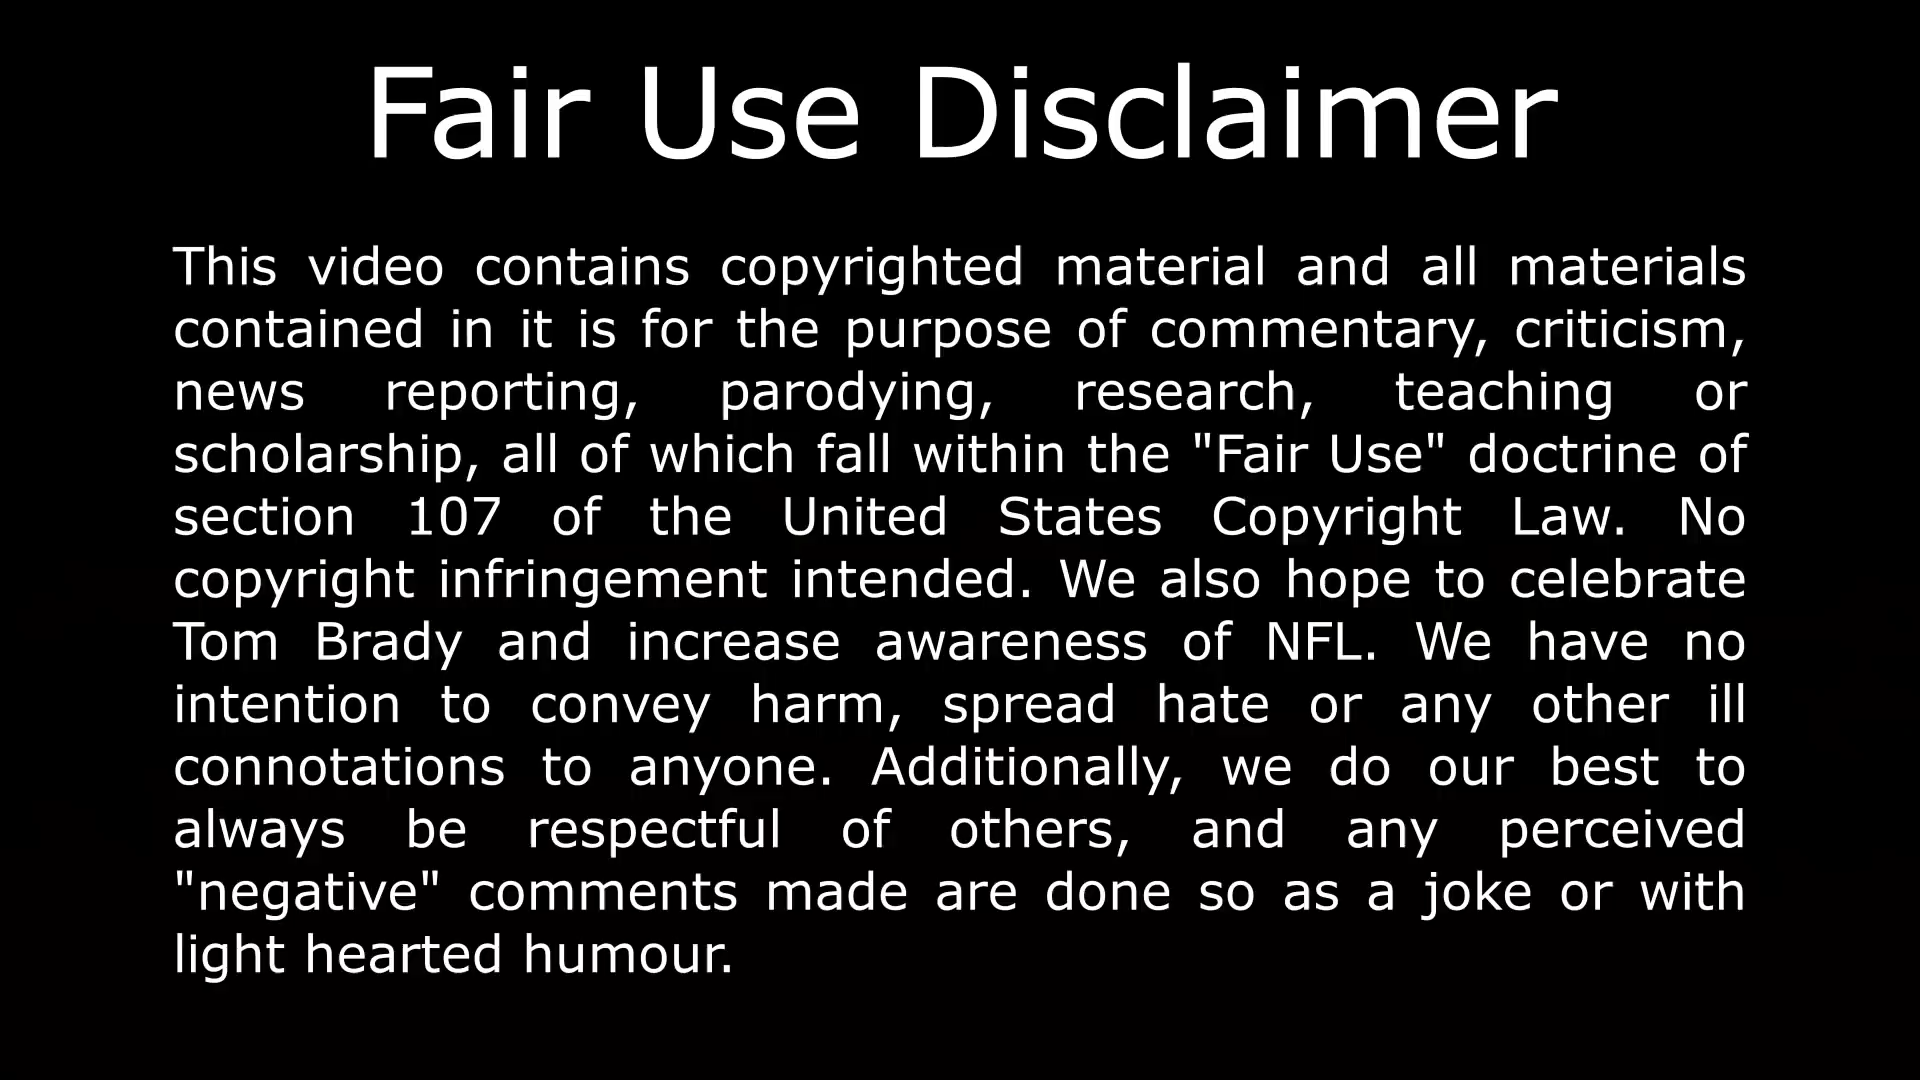 Fair Use Disclaimer
This video contains copyrighted material and all materials
contained in it is for the purpose of commentary, criticism,
news reporting, parodying, research, teaching or
scholarship, all of which fall within the "Fair Use" doctrine of
section 107 of the United States Copyright Law. No
copyright infringement intended. We also hope to celebrate
Tom Brady and increase awareness of NFL. We have no
intention to convey harm, spread hate or any other ill
connotations to anyone. Additionally, we do our best to
always be respectful of others, and any perceived
"negative" comments made are done so as a joke or with
light hearted humour.